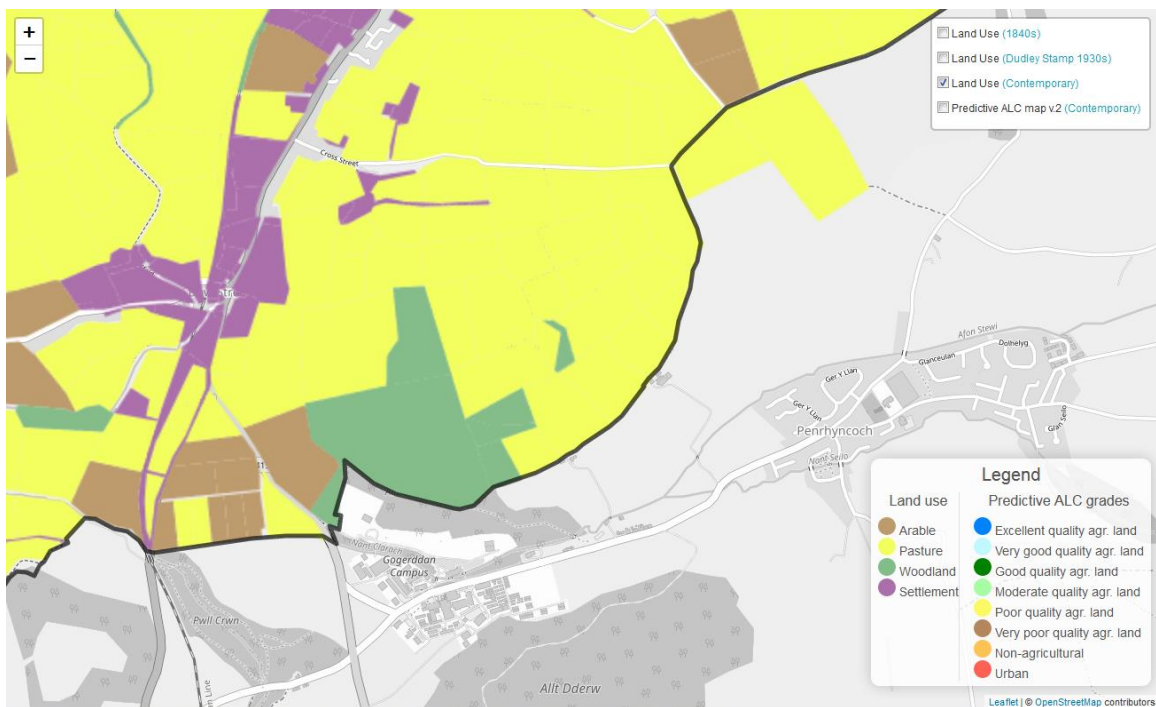 +
−
Land Use (1840s)
Land Use (Dudley Stamp 1930s)
Land Use (Contemporary)
Predictive ALC map v.2 (Contemporary)
Cross Street
Afon Stewi
Dolhelyg
Glanceulan
Ger Y Llan
Ger Y Llan
Glan Seilo
Penrhyncoch
Nant Seilo
Nant Clarach
Gogerddan
Campus
Pwll Crwn
Allt Dderw
Line
Legend
Land use
Arable
Pasture
Woodland
Settlement
Predictive ALC grades
Excellent quality agr. land
Very good quality agr. land
Good quality agr. land
Moderate quality agr. land
Poor quality agr. land
Very poor quality agr. land
Non-agricultural
Urban
Leaflet | © OpenStreetMap contributors